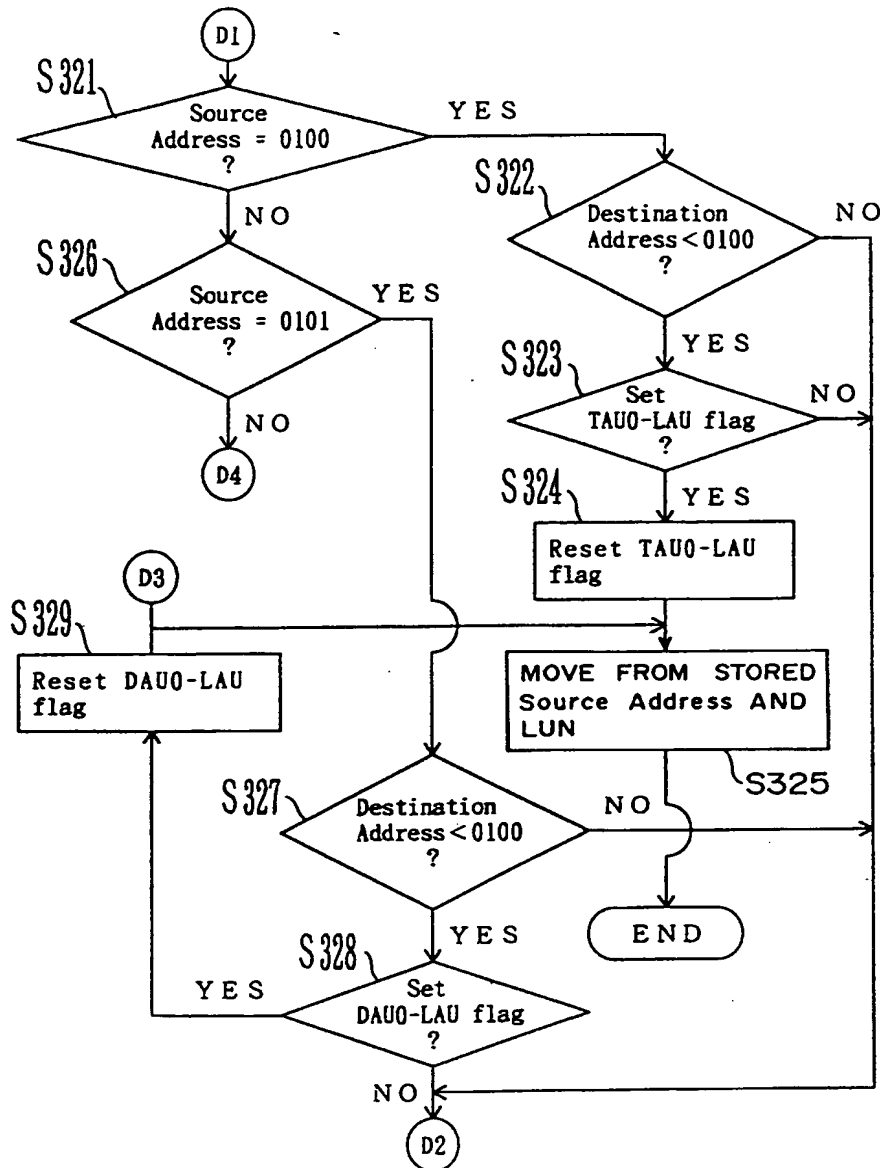 D1
S321
Source
Address = 0100
?
YES
NO
S322
Destination
Address<0100
?
NO
YES
S326
Source
Address = 0101
?
YES
NO
D4
S323
Set
TAU0-LAU flag
?
NO
YES
S324
Reset TAU0-LAU
flag
D3
S329
Reset DAU0-LAU
flag
MOVE FROM STORED
Source Address AND
LUN
S325
S327
Destination
Address<0100
?
NO
YES
END
S328
Set
DAU0-LAU flag
?
YES
NO
D2